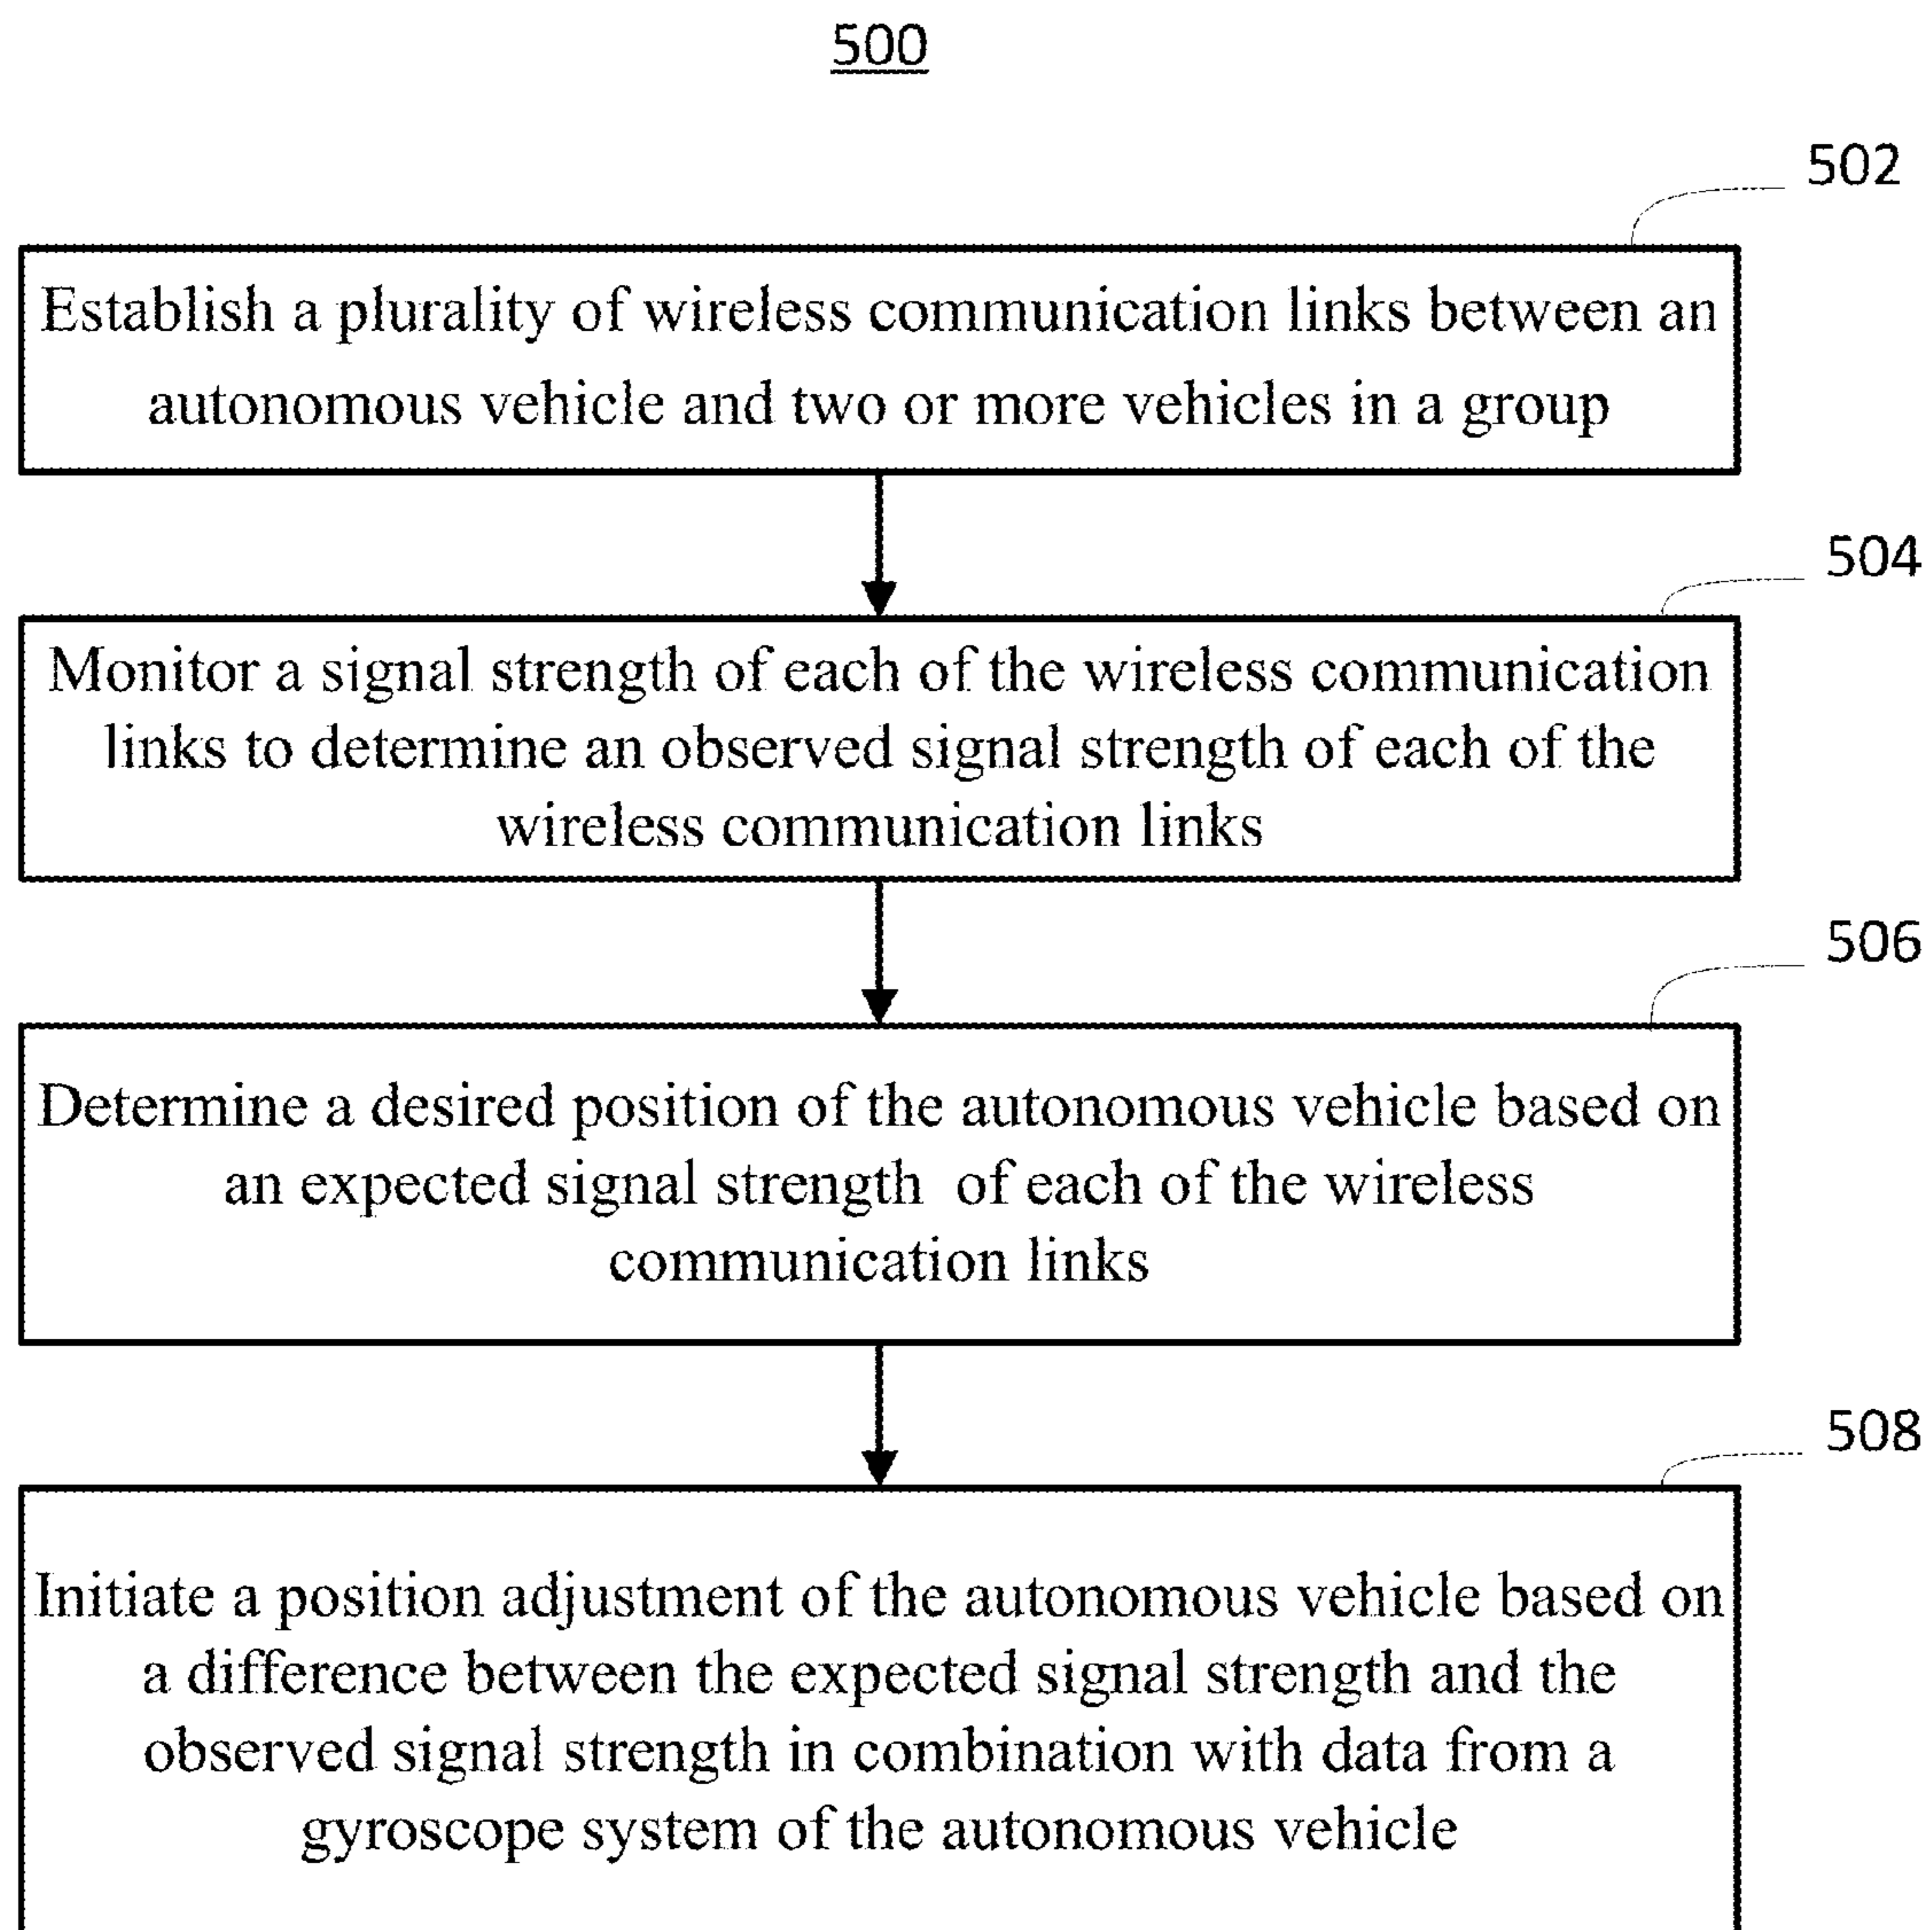 500
502
Establish a plurality of wireless communication links between an
autonomous vehicle and two or more vehicles in a group
504
Monitor a signal strength of each of the wireless communication
links to determine an observed signal strength of each of the
wireless communication links
506
Determine a desired position of the autonomous vehicle based on
an expected signal strength of each of the wireless
communication links
508
Initiate a position adjustment of the autonomous vehicle based on
a difference between the expected signal strength and the
observed signal strength in combination with data from a
gyroscope system of the autonomous vehicle